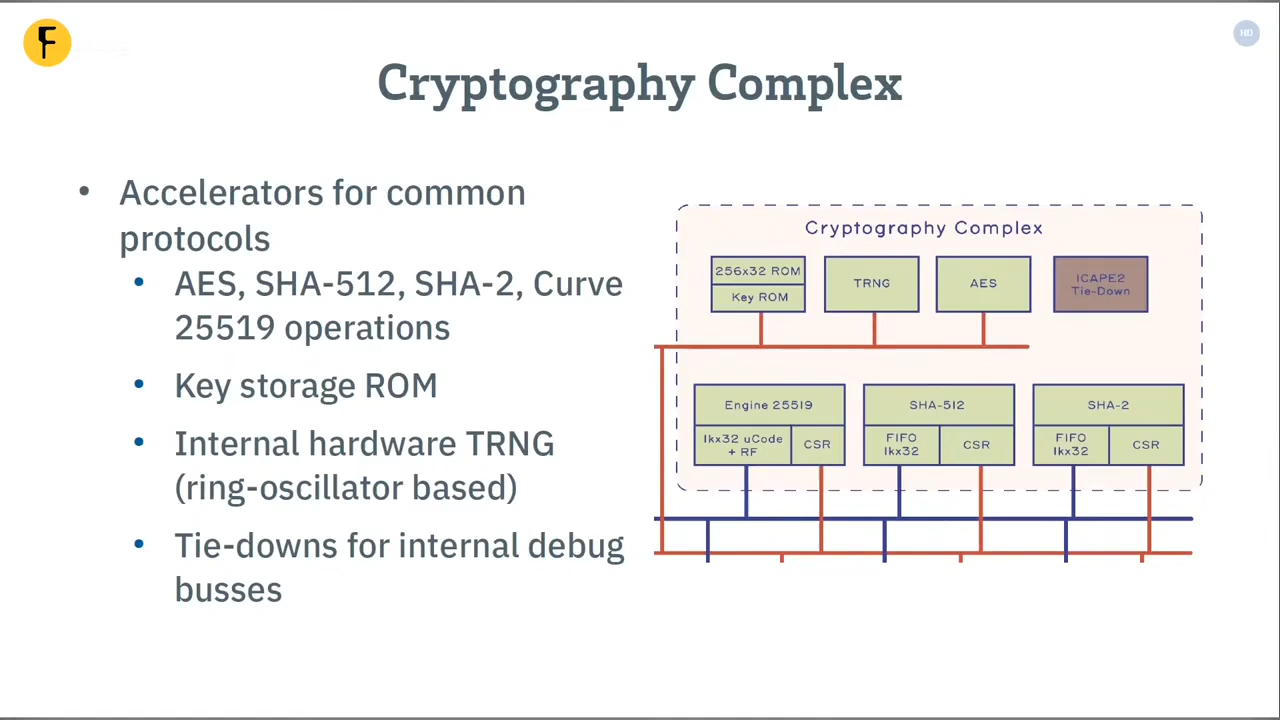 F
HD
Cryptography Complex
• Accelerators for common
protocols
• AES, SHA-512, SHA-2, Curve
25519 operations
• Key storage ROM
• Internal hardware TRNG
(ring-oscillator based)
• Tie-downs for internal debug
busses
Cryptography Complex
256x32 ROM
Key ROM
TRNG
AES
ICAPE2
Tie-Down
Engine 25519
1kx32 uCode
+ RF
CSR
SHA-512
FIFO
1kx32
CSR
SHA-2
FIFO
1kx32
CSR